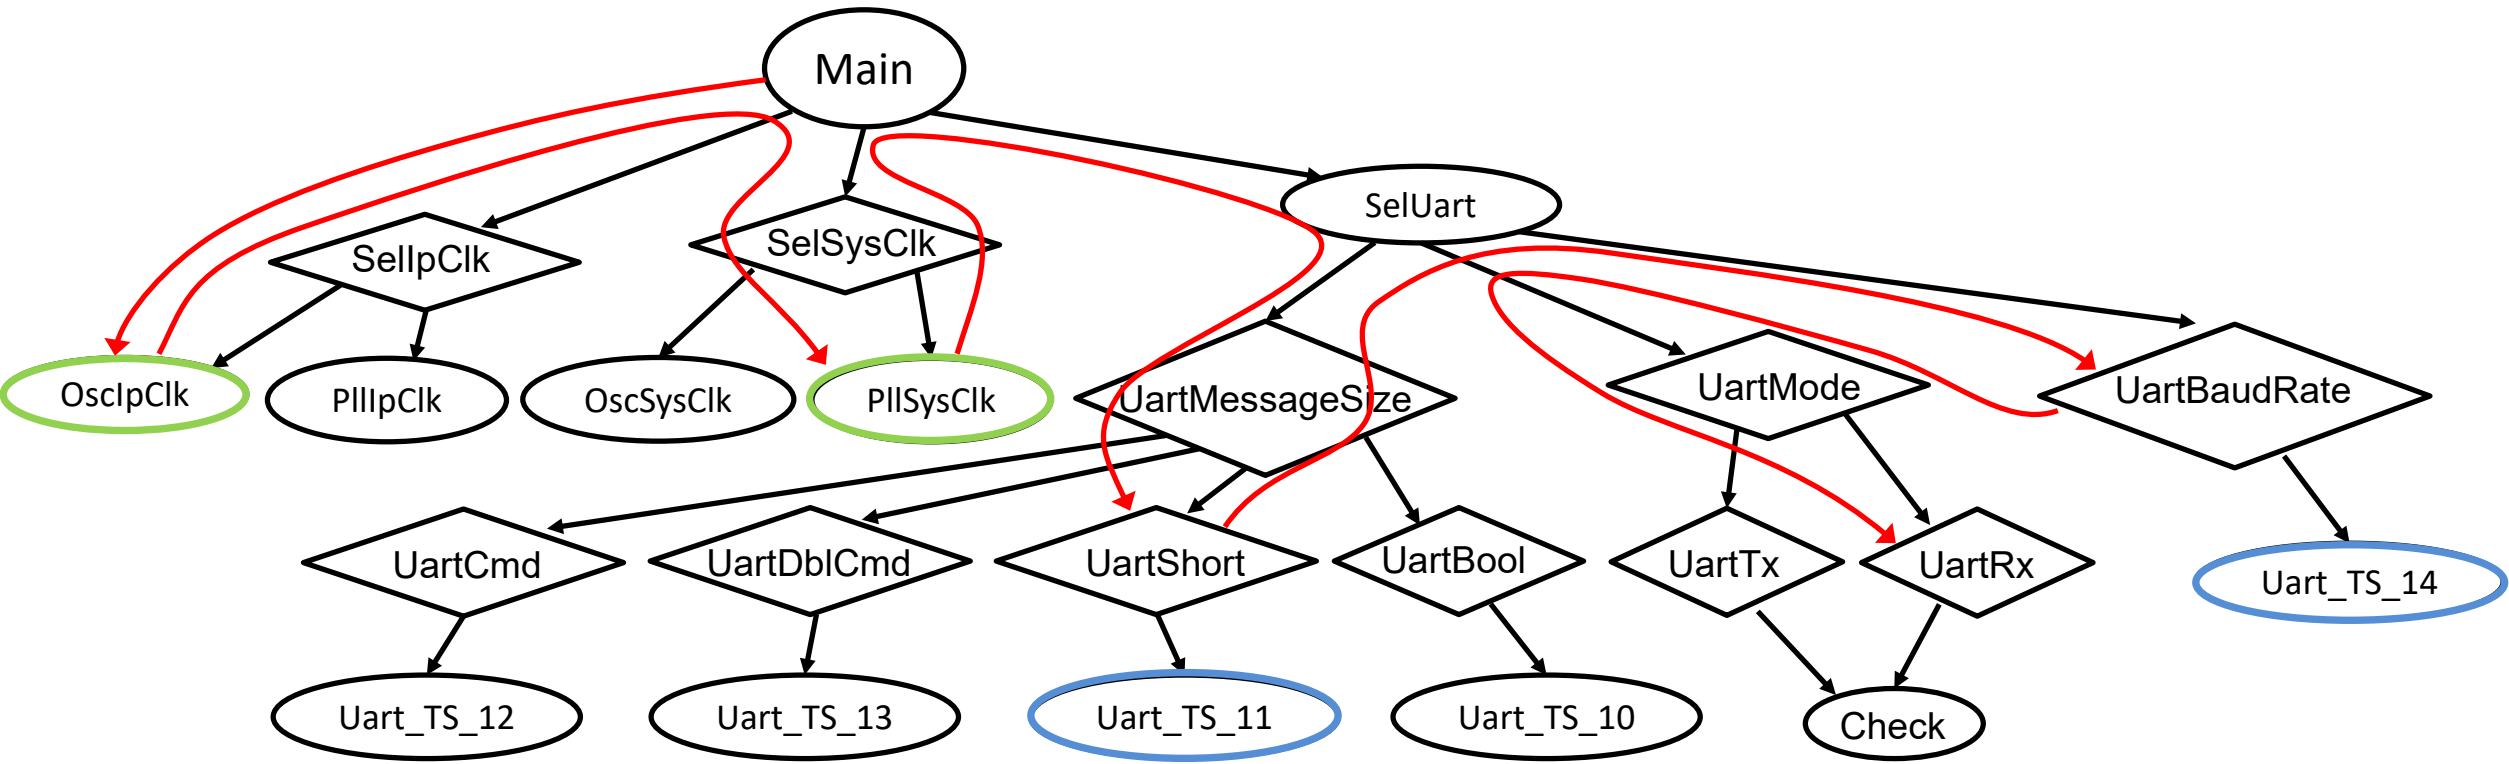 Main
SelUart
SelIpClk
SelSysClk
OscIpClk
PllIpClk
OscSysClk
PllSysClk
UartMessageSize
UartMode
UartBaudRate
UartCmd
UartDblCmd
UartShort
UartBool
UartTx
UartRx
Uart_TS_14
Uart_TS_12
Uart_TS_13
Uart_TS_11
Uart_TS_10
Check